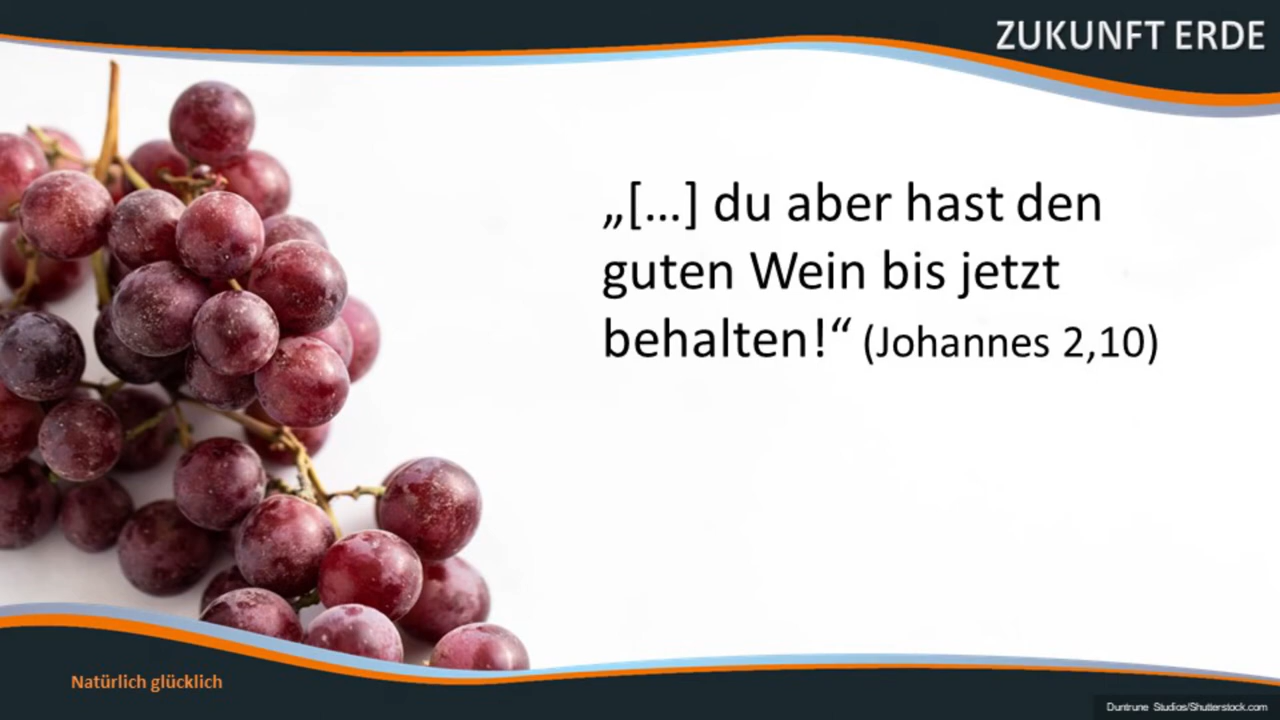 ZUKUNFT ERDE
„[…] du aber hast den
guten Wein bis jetzt
behalten!“ (Johannes 2,10)
Natürlich glücklich
Duntrune Studios/Shutterstock.com